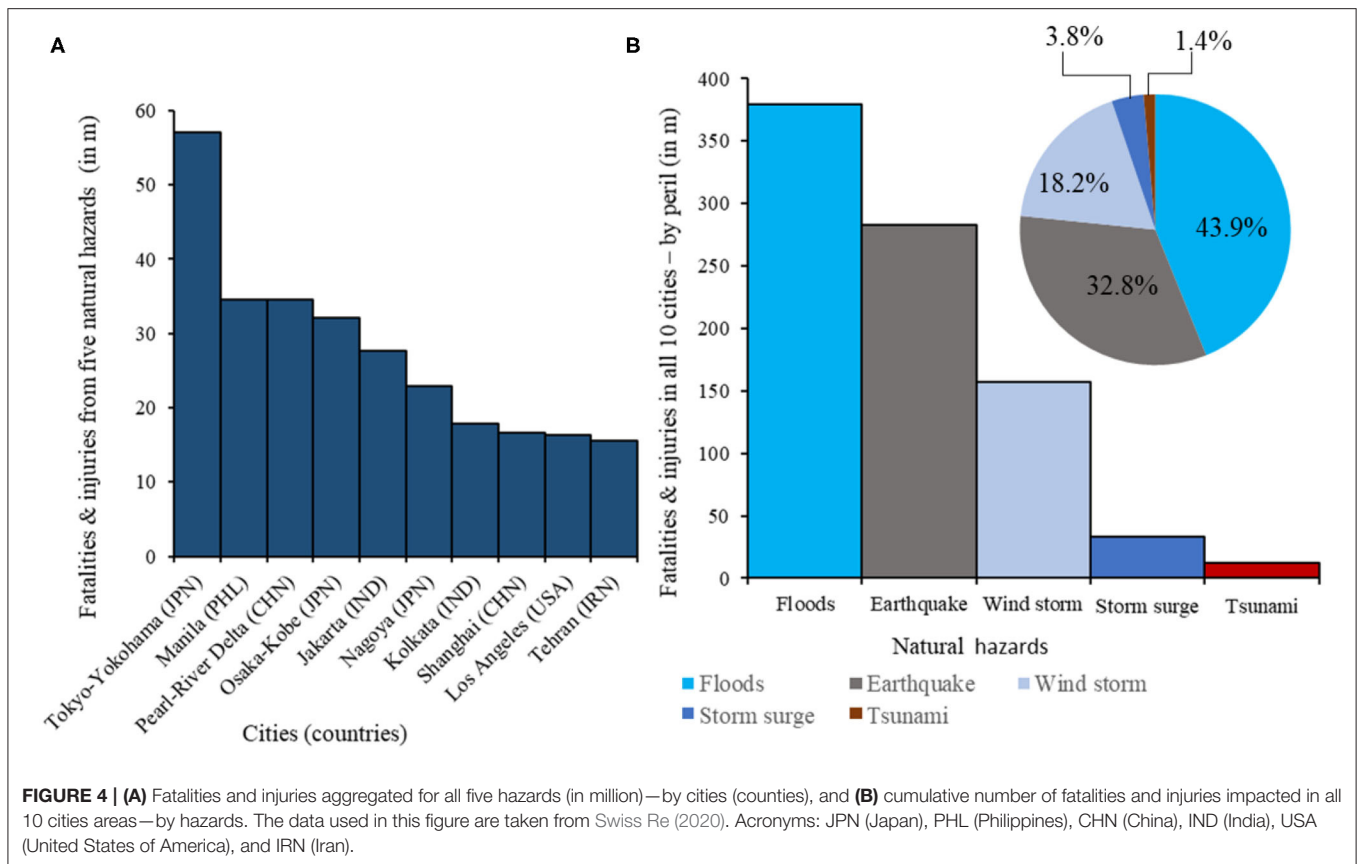 A
Fatalities & injuries from five natural hazards (in m)
60
50
40
30
20
10
0
Tokyo-Yokohama (JPN)
Manila (PHL)
Pearl-River Delta (CHN)
Osaka-Kobe (JPN)
Jakarta (IND)
Nagoya (JPN)
Kolkata (IND)
Shanghai (CHN)
Los Angeles (USA)
Tehran (IRN)
Cities (countries)
B
Fatalities & injuries in all 10 cities – by peril (in m)
400
350
300
250
200
150
100
50
0
3.8%
1.4%
18.2%
43.9%
32.8%
Floods
Earthquake
Wind storm
Storm surge
Tsunami
Natural hazards
Floods
Earthquake
Wind storm
Storm surge
Tsunami
FIGURE 4 | (A) Fatalities and injuries aggregated for all five hazards (in million)—by cities (counties), and (B) cumulative number of fatalities and injuries impacted in all
10 cities areas—by hazards. The data used in this figure are taken from Swiss Re (2020). Acronyms: JPN (Japan), PHL (Philippines), CHN (China), IND (India), USA
(United States of America), and IRN (Iran).